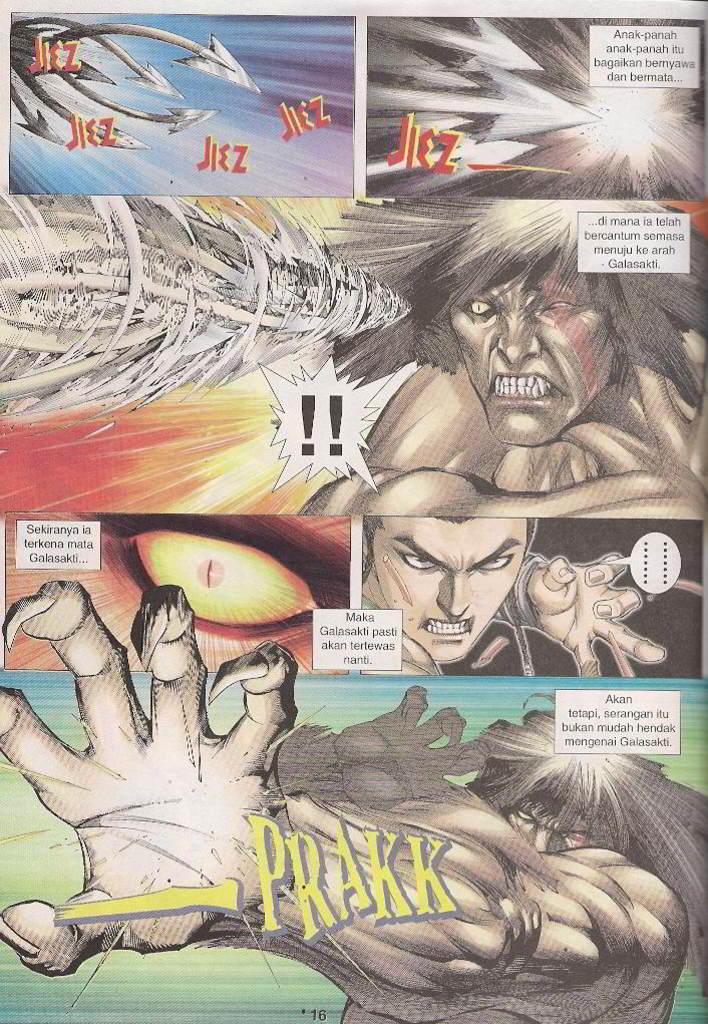 JIEZ
JIEZ
JIEZ
JIEZ
Anak-panah
anak-panah itu
bagaikan bernyawa
dan bermata...
JIEZ
...di mana ia telah
bercantum semasa
menuju ke arah
- Galasakti.
!!
Sekiranya ia
terkena mata
Galasakti...
Maka
Galasakti pasti
akan tertewas
nanti.
Akan
tetapi, serangan itu
bukan mudah hendak
mengenai Galasakti.
PRAKK
16